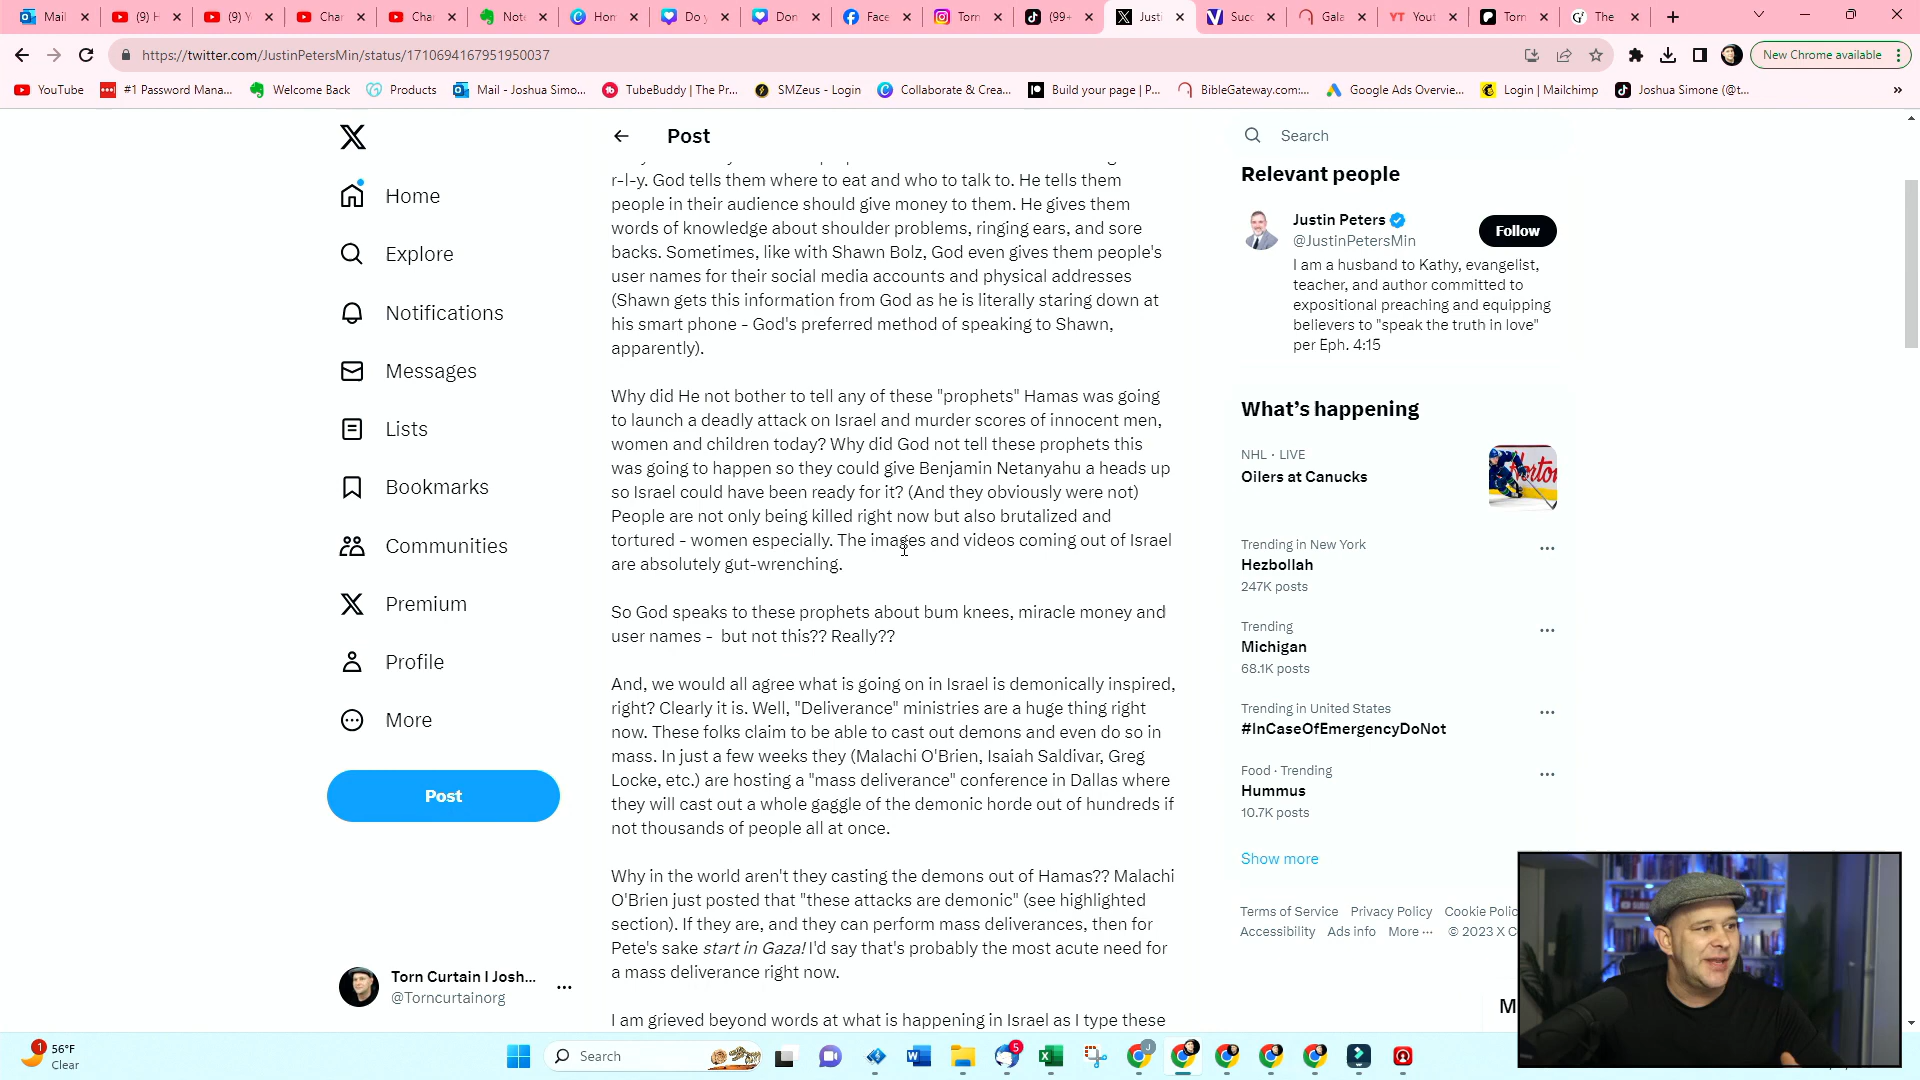 Mail
(9) H
(9) Y
Char
Cha
Note
Hom
Do y
Don
Face
Torn
(99+
Justi
Succ
Gala
Yout
Torn
The
https://twitter.com/JustinPetersMin/status/1710694167951950037
New Chrome available
YouTube
#1 Password Mana...
Welcome Back
Products
Mail - Joshua Simo...
TubeBuddy | The Pr...
SMZeus - Login
Collaborate & Crea...
Build your page | P...
BibleGateway.com:...
Google Ads Overvie...
Login | Mailchimp
Joshua Simone (@t...
Home
Explore
Notifications
Messages
Lists
Bookmarks
Communities
Premium
Profile
More
Post
Torn Curtain I Josh...
@Torncurtainorg
Post
r-l-y. God tells them where to eat and who to talk to. He tells them
people in their audience should give money to them. He gives them
words of knowledge about shoulder problems, ringing ears, and sore
backs. Sometimes, like with Shawn Bolz, God even gives them people's
user names for their social media accounts and physical addresses
(Shawn gets this information from God as he is literally staring down at
his smart phone - God's preferred method of speaking to Shawn,
apparently).
Why did He not bother to tell any of these "prophets" Hamas was going
to launch a deadly attack on Israel and murder scores of innocent men,
women and children today? Why did God not tell these prophets this
was going to happen so they could give Benjamin Netanyahu a heads up
so Israel could have been ready for it? (And they obviously were not)
People are not only being killed right now but also brutalized and
tortured - women especially. The images and videos coming out of Israel
are absolutely gut-wrenching.
So God speaks to these prophets about bum knees, miracle money and
user names - but not this?? Really??
And, we would all agree what is going on in Israel is demonically inspired,
right? Clearly it is. Well, "Deliverance" ministries are a huge thing right
now. These folks claim to be able to cast out demons and even do so in
mass. In just a few weeks they (Malachi O'Brien, Isaiah Saldivar, Greg
Locke, etc.) are hosting a "mass deliverance" conference in Dallas where
they will cast out a whole gaggle of the demonic horde out of hundreds if
not thousands of people all at once.
Why in the world aren't they casting the demons out of Hamas?? Malachi
O'Brien just posted that "these attacks are demonic" (see highlighted
section). If they are, and they can perform mass deliverances, then for
Pete's sake start in Gaza! I'd say that's probably the most acute need for
a mass deliverance right now.
I am grieved beyond words at what is happening in Israel as I type these
Search
Relevant people
Justin Peters
@JustinPetersMin
Follow
I am a husband to Kathy, evangelist,
teacher, and author committed to
expositional preaching and equipping
believers to "speak the truth in love"
per Eph. 4:15
What's happening
NHL · LIVE
Oilers at Canucks
Trending in New York
Hezbollah
247K posts
Trending
Michigan
68.1K posts
Trending in United States
#InCaseOfEmergencyDoNot
Food · Trending
Hummus
10.7K posts
Show more
Terms of Service Privacy Policy Cookie Polic
Accessibility Ads info More ··· © 2023 X C
M
1
56°F
Clear
Search
5